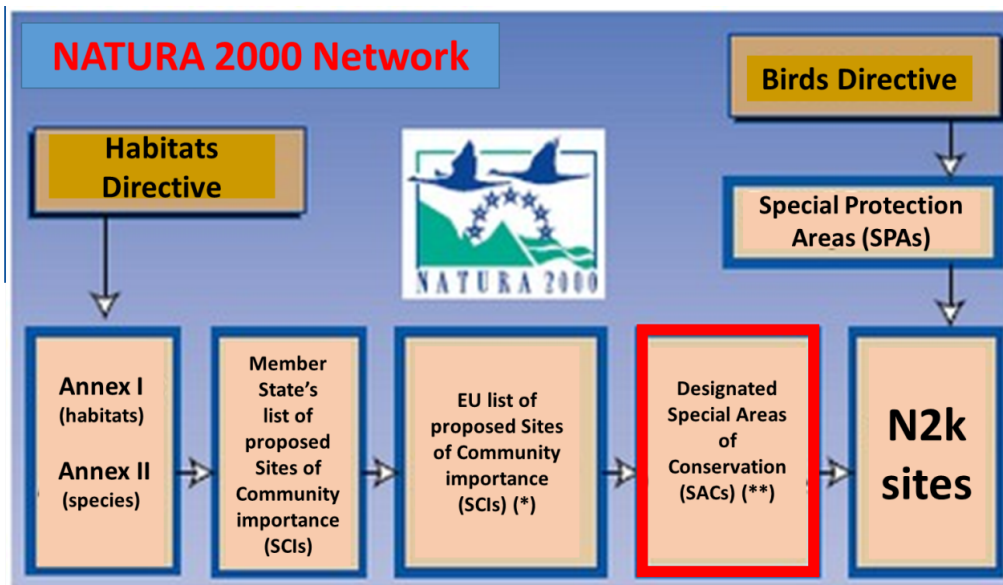 NATURA 2000 Network
Birds Directive
Habitats
Directive
NATURA 2000
Special Protection
Areas (SPAs)
Annex I
(habitats)
Annex II
(species)
Member
State's
list of
proposed
Sites of
Community
importance
(SCIs)
EU list of
proposed Sites
of Community
importance
(SCIs) (*)
Designated
Special Areas
of
Conservation
(SACs) (**)
N2k
sites